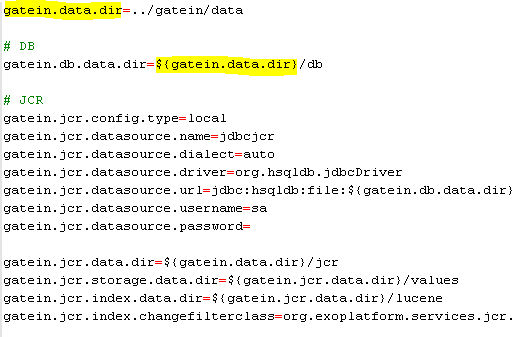 gatein.data.dir=../gatein/data
# DB
gatein.db.data.dir=${gatein.data.dir}/db
# JCR
gatein.jcr.config.type=local
gatein.jcr.datasource.name=jdbcjcr
gatein.jcr.datasource.dialect=auto
gatein.jcr.datasource.driver=org.hsqldb.jdbcDriver
gatein.jcr.datasource.url=jdbc:hsqldb:file:${gatein.db.data.dir}
gatein.jcr.datasource.username=sa
gatein.jcr.datasource.password=
gatein.jcr.data.dir=${gatein.data.dir}/jcr
gatein.jcr.storage.data.dir=${gatein.jcr.data.dir}/values
gatein.jcr.index.data.dir=${gatein.jcr.data.dir}/lucene
gatein.jcr.index.changefilterclass=org.exoplatform.services.jcr.